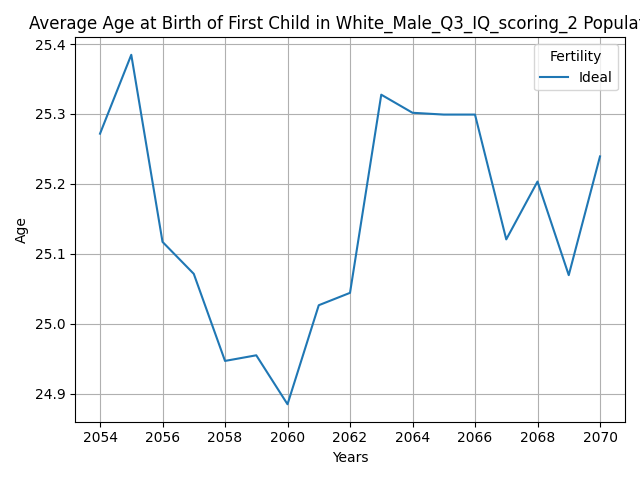 Average Age at Birth of First Child in White_Male_Q3_IQ_scoring_2
Fertility
Ideal
25.4
25.3
25.2
25.1
25.0
24.9
Age
2054 2056 2058 2060 2062 2064 2066 2068 2070
Years